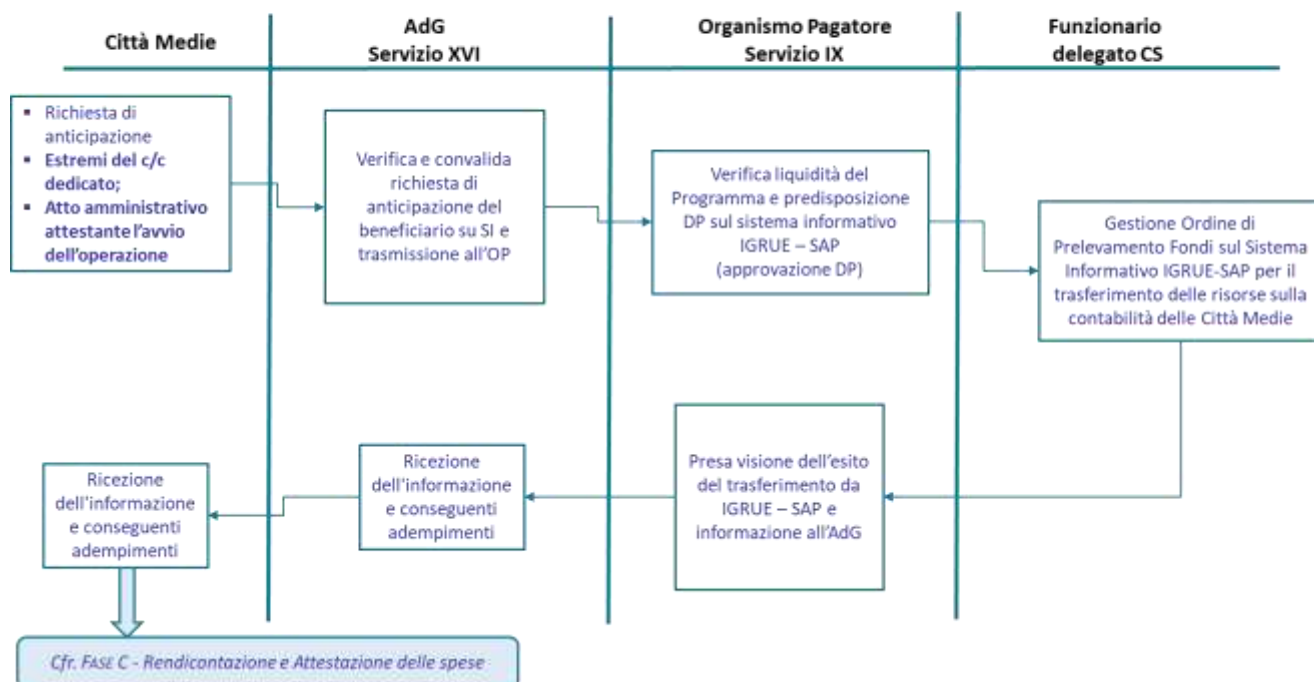 Città Medie
AdG
Servizio XVI
Organismo Pagatore
Servizio IX
Funzionario
delegato CS
▪ Richiesta di
anticipazione
▪ Estremi del c/c
dedicato;
▪ Atto amministrativo
attestante l'avvio
dell'operazione
Verifica e convalida
richiesta di
anticipazione del
beneficiario su SI e
trasmissione all'OP
Verifica liquidità del
Programma e predisposizione
DP sul sistema informativo
IGRUE – SAP
(approvazione DP)
Gestione Ordine di
Prelevamento Fondi sul Sistema
Informativo IGRUE-SAP per il
trasferimento delle risorse sulla
contabilità delle Città Medie
Ricezione
dell'informazione
e conseguenti
adempimenti
Ricezione
dell'informazione
e conseguenti
adempimenti
Presa visione dell'esito
del trasferimento da
IGRUE – SAP e
informazione all'AdG
Cfr. FASE C - Rendicontazione e Attestazione delle spese